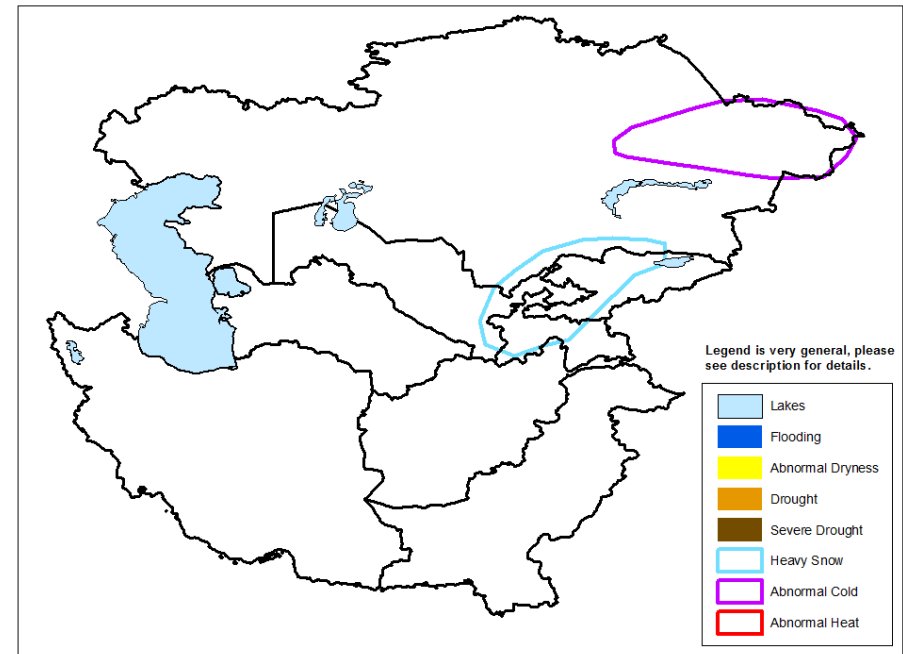 Legend is very general, please
see description for details.
Lakes
Flooding
Abnormal Dryness
Drought
Severe Drought
Heavy Snow
Abnormal Cold
Abnormal Heat